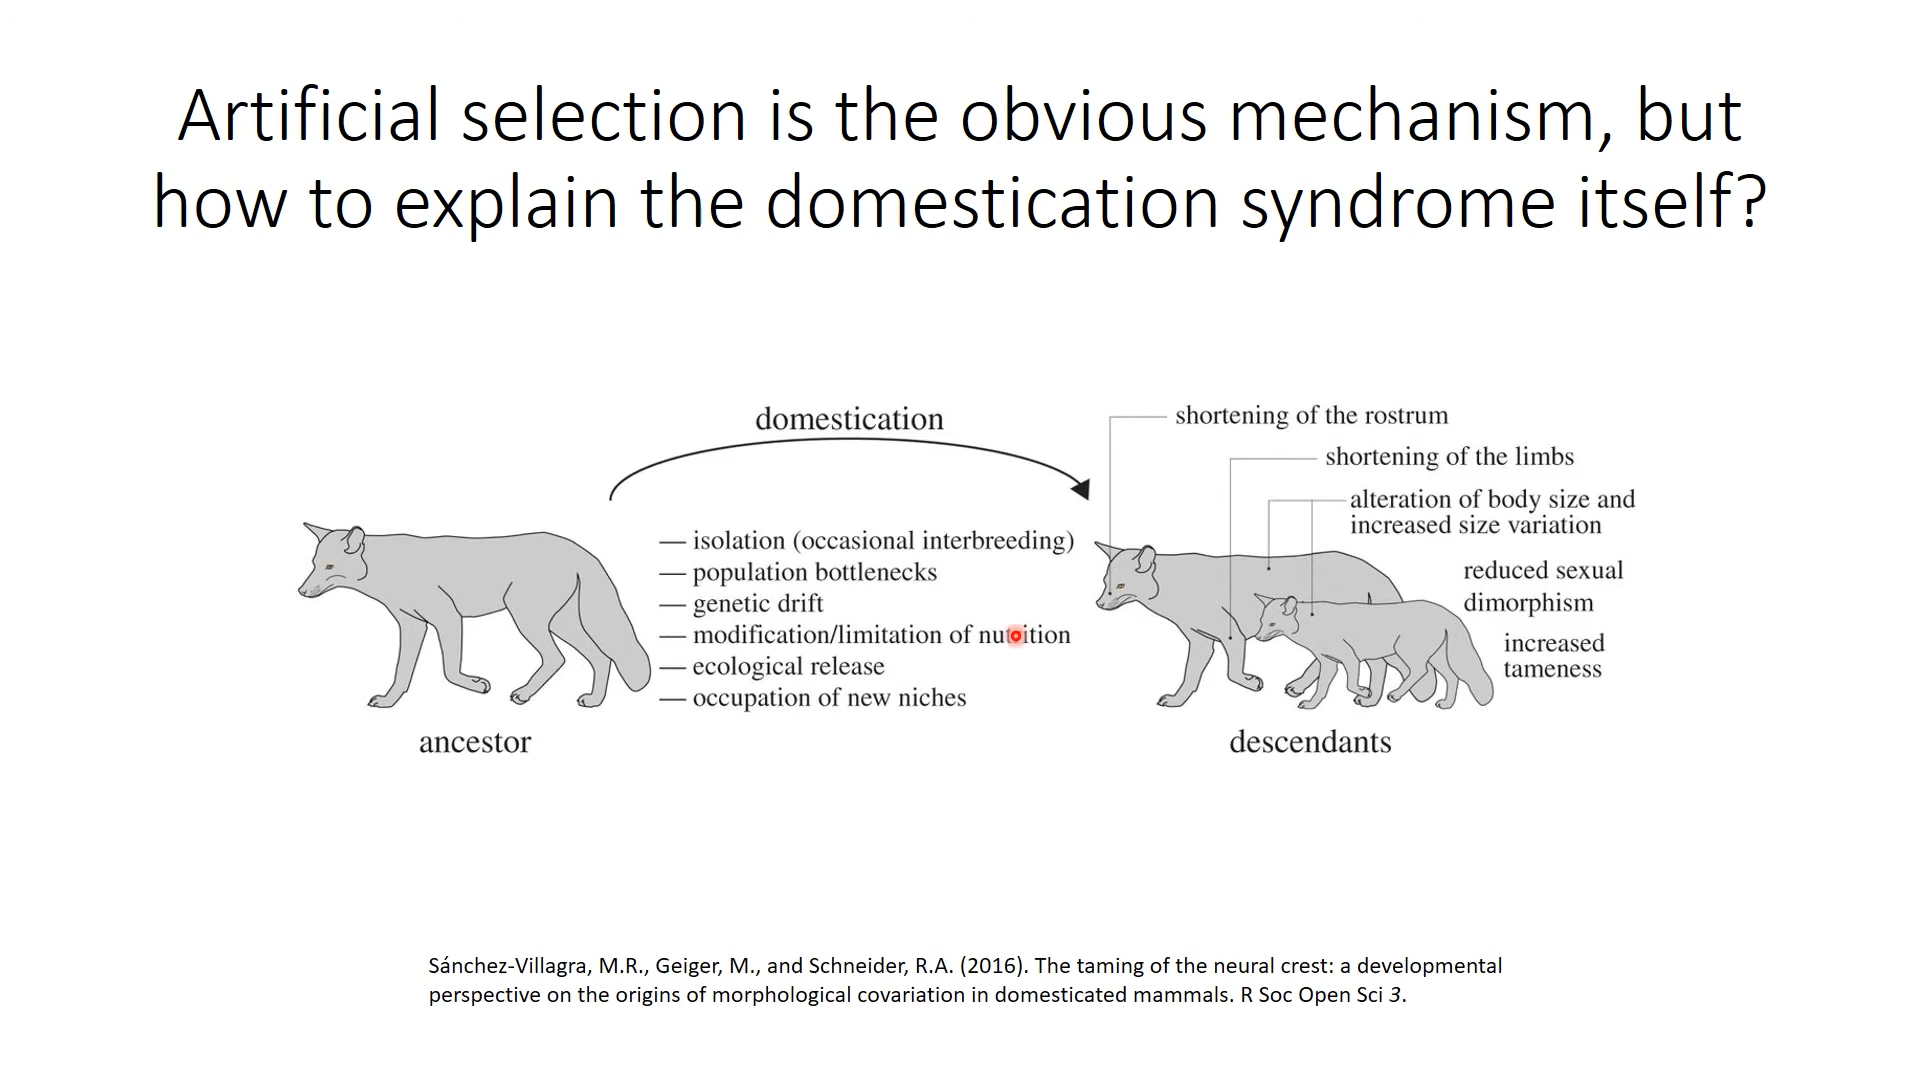 Artificial selection is the obvious mechanism, but
how to explain the domestication syndrome itself?
domestication
— isolation (occasional interbreeding)
— population bottlenecks
— genetic drift
— modification/limitation of nutrition
— ecological release
— occupation of new niches
ancestor
shortening of the rostrum
shortening of the limbs
alteration of body size and
increased size variation
reduced sexual
dimorphism
increased
tameness
descendants
Sánchez-Villagra, M.R., Geiger, M., and Schneider, R.A. (2016). The taming of the neural crest: a developmental
perspective on the origins of morphological covariation in domesticated mammals. R Soc Open Sci 3.